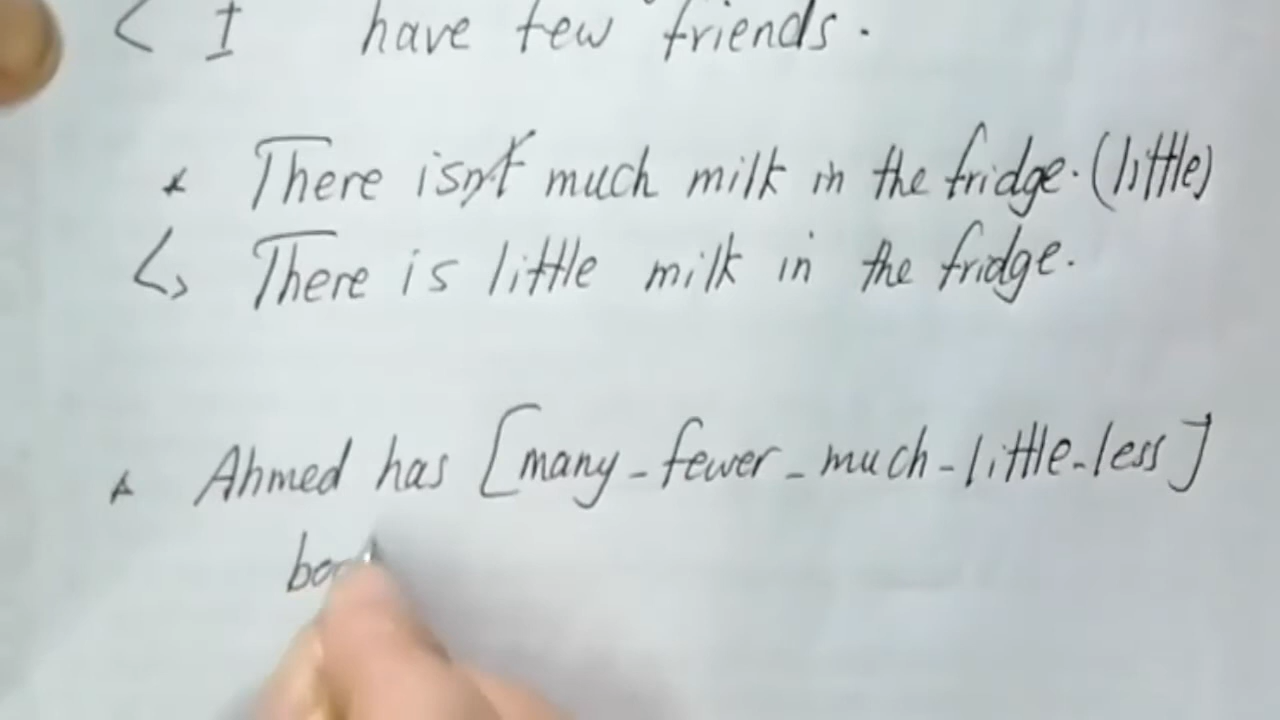 I have few friends.
* There isn't much milk in the fridge. (little)
There is little milk in the fridge.
* Ahmed has [many - fewer - much - little - less]